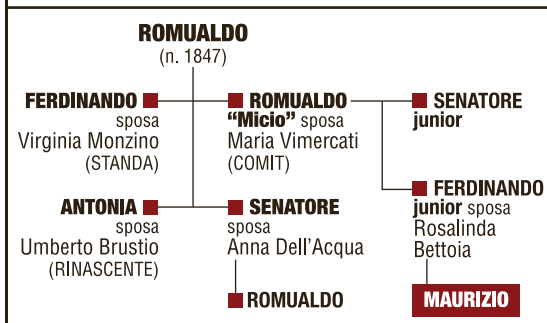 ROMUALDO
(n. 1847)
FERDINANDO
sposa
Virginia Monzino
(STANDA)
ROMUALDO
“Micio” sposa
Maria Vimercati
(COMIT)
SENATORE
junior
ANTONIA
sposa
Umberto Brustio
(RINASCENTE)
SENATORE
sposa
Anna Dell'Acqua
ROMUALDO
FERDINANDO
junior sposa
Rosalinda
Bettoia
MAURIZIO